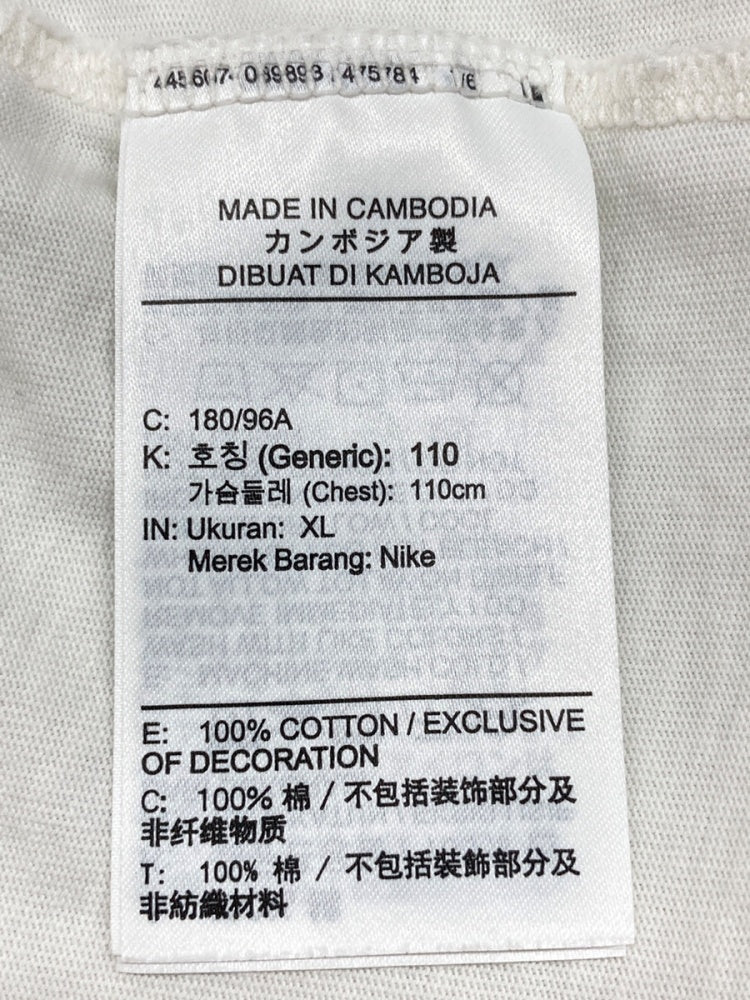 MADE IN CAMBODIA
カンボジア製
DIBUAT DI KAMBOJA
C: 180/96A
K: 호칭 (Generic): 110
가슴둘레 (Chest): 110cm
IN: Ukuran: XL
Merek Barang: Nike
E: 100% COTTON / EXCLUSIVE
OF DECORATION
C: 100% 棉 / 不包括装饰部分及
非纤维物质
T: 100% 棉 / 不包括裝飾部分及
非紡織材料